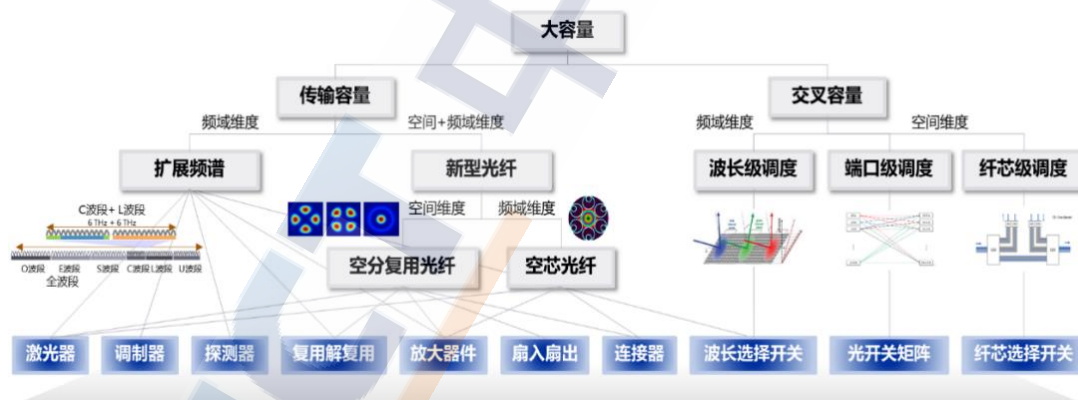 大容量
传输容量
交叉容量
频域维度
空间+频域维度
频域维度
空间维度
扩展频谱
新型光纤
波长级调度
端口级调度
纤芯级调度
C波段+ L波段
6 THz + 6 THz
空间维度
频域维度
O波段 E波段 S波段 C波段 L波段 U波段
全波段
空分复用光纤
空芯光纤
激光器
调制器
探测器
复用解复用
放大器件
扇入扇出
连接器
波长选择开关
光开关矩阵
纤芯选择开关